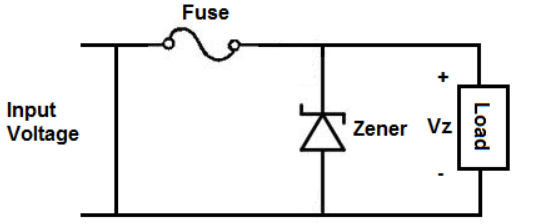 Fuse
Input
Voltage
Zener
+
Vz
-
Load